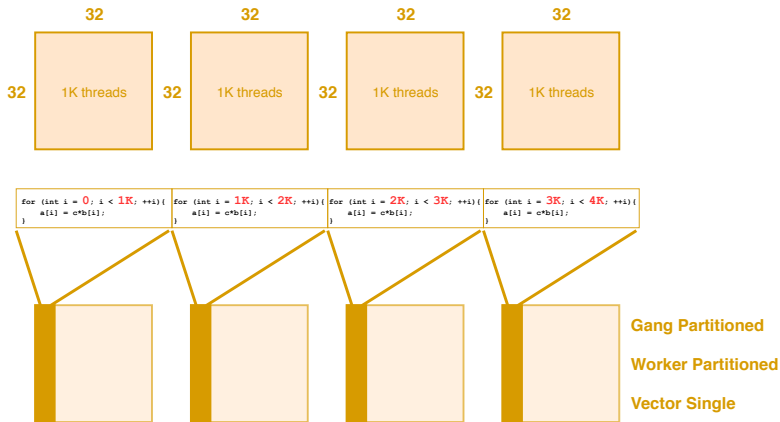 32 32 32 32
32 1K threads 32 1K threads 32 1K threads 32 1K threads
for (int i = 0; i < 1K; ++i){
a[i] = c*b[i];
}
for (int i = 1K; i < 2K; ++i){
a[i] = c*b[i];
}
for (int i = 2K; i < 3K; ++i){
a[i] = c*b[i];
}
for (int i = 3K; i < 4K; ++i){
a[i] = c*b[i];
}
Gang Partitioned
Worker Partitioned
Vector Single